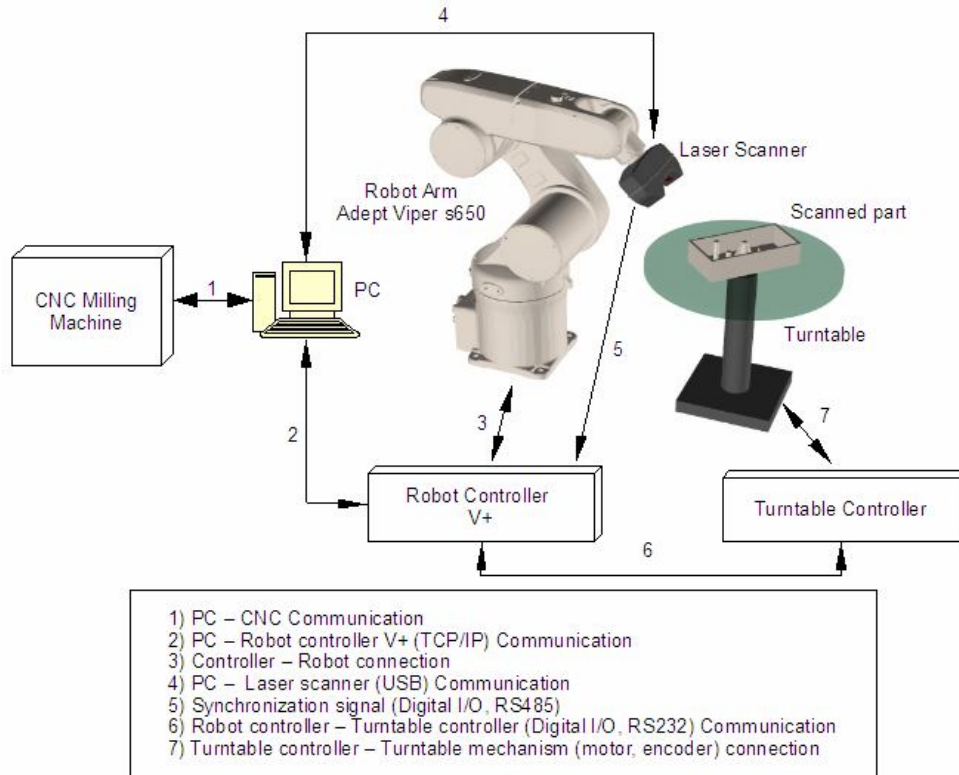 4
Laser Scanner
Robot Arm
Adept Viper s650
Scanned part
CNC Milling
Machine
1
PC
Turntable
5
2
3
7
Robot Controller
V+
Turntable Controller
6
1) PC – CNC Communication
2) PC – Robot controller V+ (TCP/IP) Communication
3) Controller – Robot connection
4) PC – Laser scanner (USB) Communication
5) Synchronization signal (Digital I/O, RS485)
6) Robot controller – Turntable controller (Digital I/O, RS232) Communication
7) Turntable controller – Turntable mechanism (motor, encoder) connection